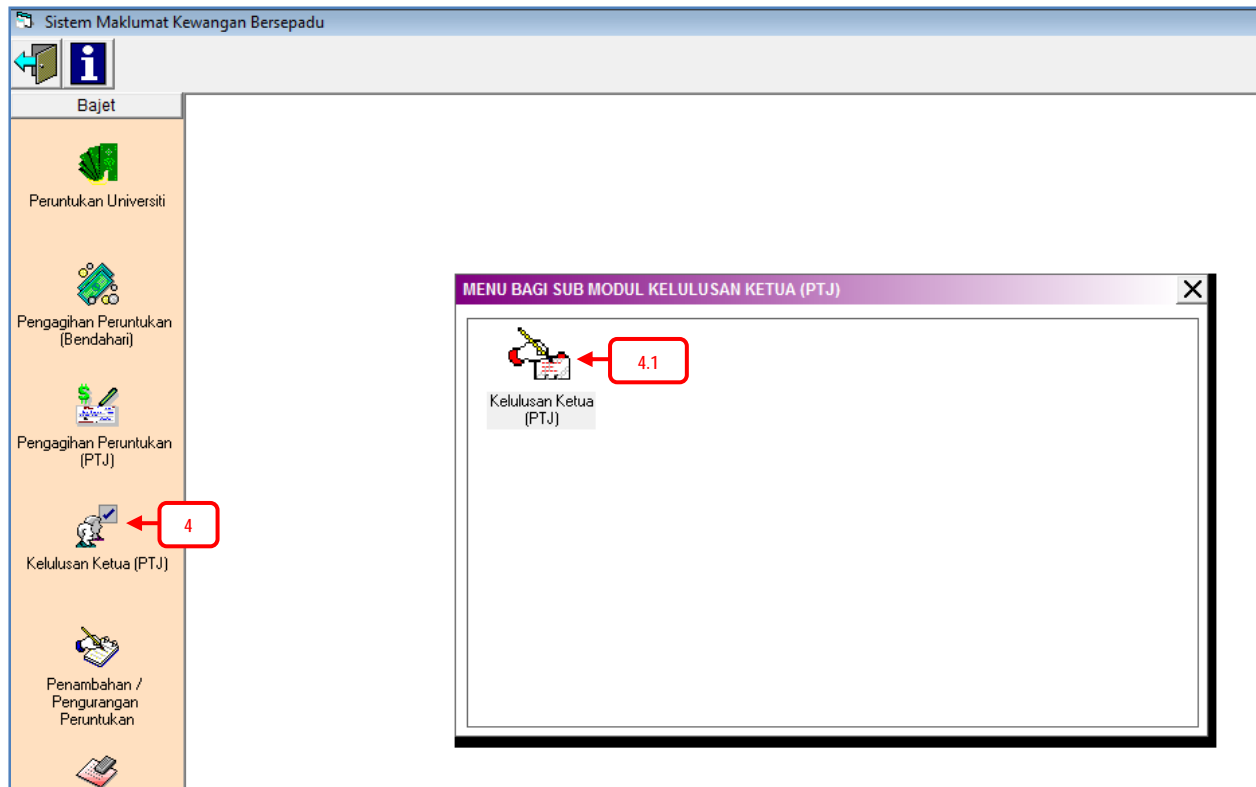 Sistem Maklumat Kewangan Bersepadu
Bajet
Peruntukan Universiti
Pengagihan Peruntukan
(Bendahari)
Pengagihan Peruntukan
(PTJ)
4
Kelulusan Ketua (PTJ)
Penambahan /
Pengurangan
Peruntukan
MENU BAGI SUB MODUL KELULUSAN KETUA (PTJ)
4.1
Kelulusan Ketua
(PTJ)